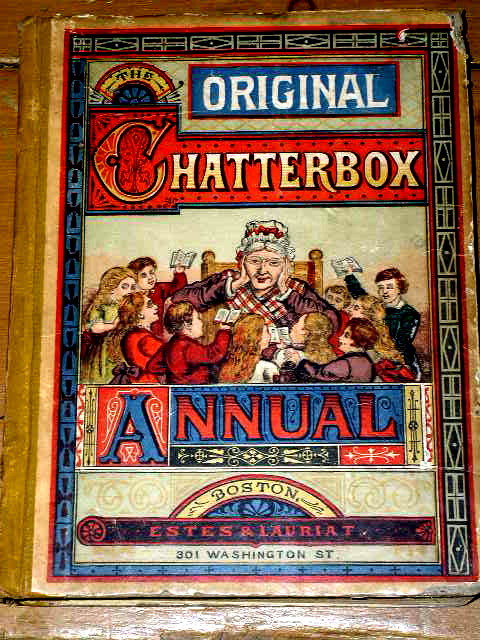 THE
ORIGINAL
CHATTERBOX
ANNUAL
BOSTON,
ESTES & LAURIAT
301 WASHINGTON ST.